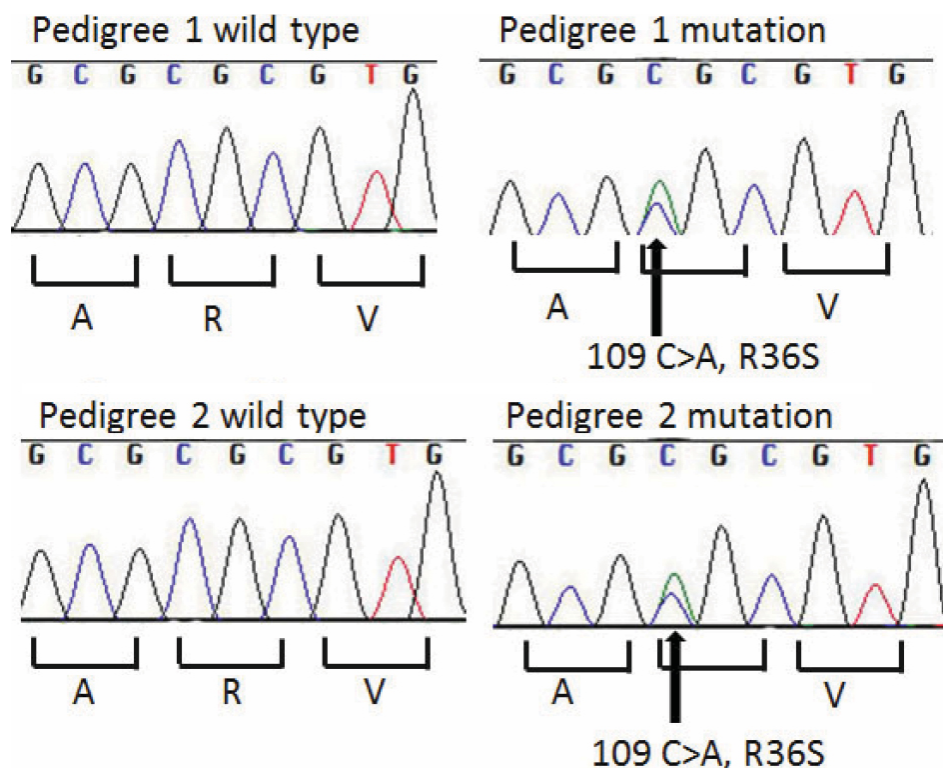 Pedigree 1 wild type
G C G C G C G T G
A R V
Pedigree 1 mutation
G C G C G C G T G
A V
109 C>A, R36S
Pedigree 2 wild type
G C G C G C G T G
A R V
Pedigree 2 mutation
G C G C G C G T G
A V
109 C>A, R36S